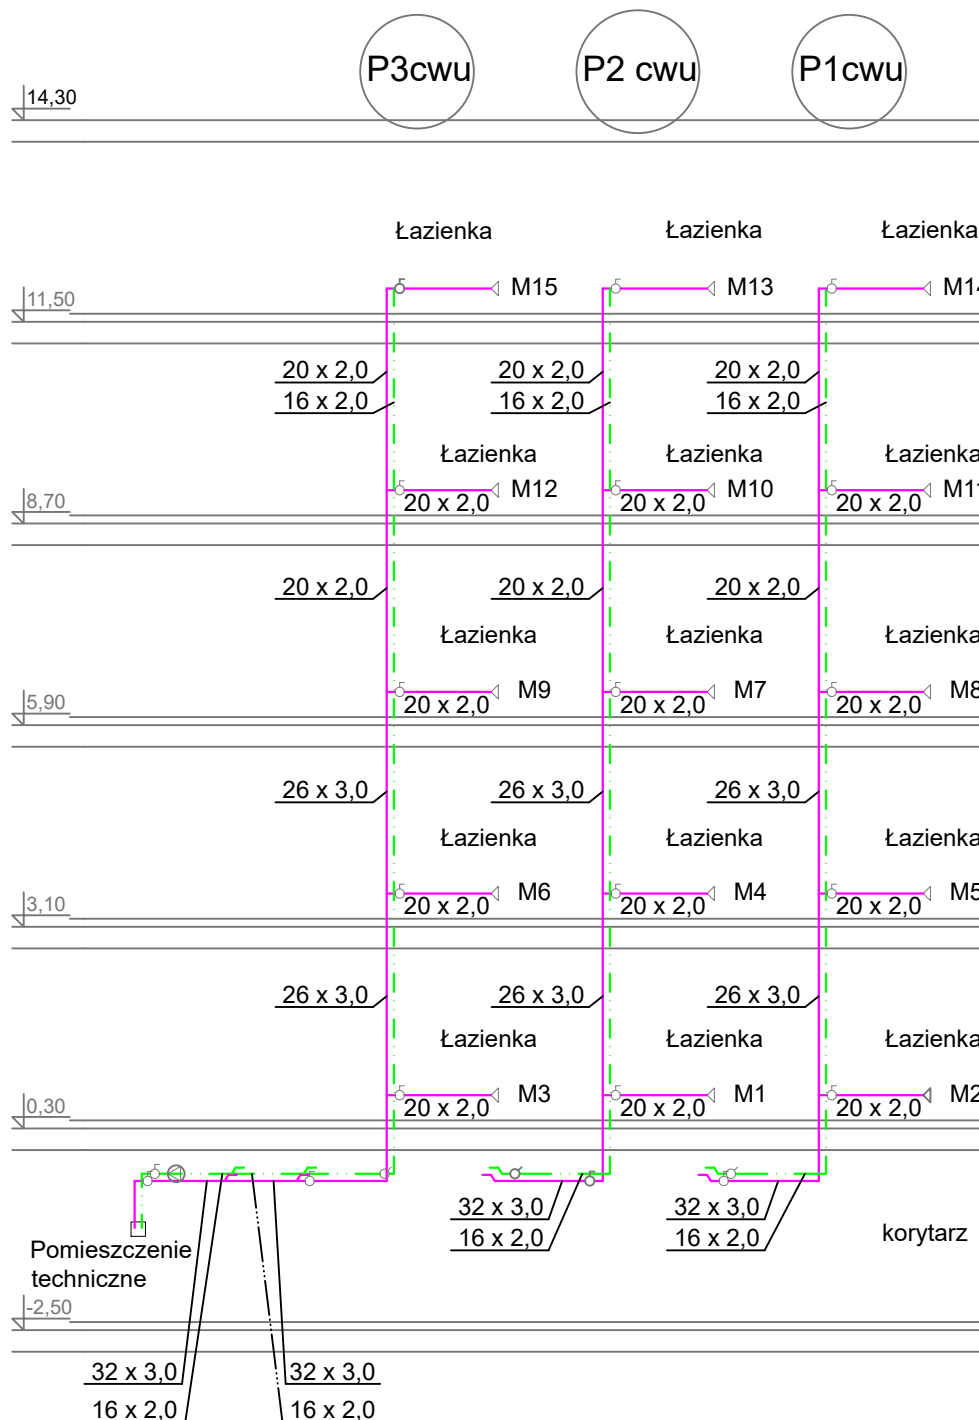 P3cwu P2 cwu P1cwu
14,30
Łazienka Łazienka Łazienka
M15 M13 M14
11,50
20 x 2,0 20 x 2,0 20 x 2,0
16 x 2,0 16 x 2,0 16 x 2,0
Łazienka Łazienka Łazienka
M12 M10 M11
20 x 2,0 20 x 2,0 20 x 2,0
8,70
20 x 2,0 20 x 2,0 20 x 2,0
Łazienka Łazienka Łazienka
M9 M7 M8
20 x 2,0 20 x 2,0 20 x 2,0
5,90
26 x 3,0 26 x 3,0 26 x 3,0
Łazienka Łazienka Łazienka
M6 M4 M5
20 x 2,0 20 x 2,0 20 x 2,0
3,10
26 x 3,0 26 x 3,0 26 x 3,0
Łazienka Łazienka Łazienka
M3 M1 M2
20 x 2,0 20 x 2,0 20 x 2,0
0,30
32 x 3,0 32 x 3,0
16 x 2,0 16 x 2,0
korytarz
Pomieszczenie
techniczne
-2,50
32 x 3,0 32 x 3,0
16 x 2,0 16 x 2,0